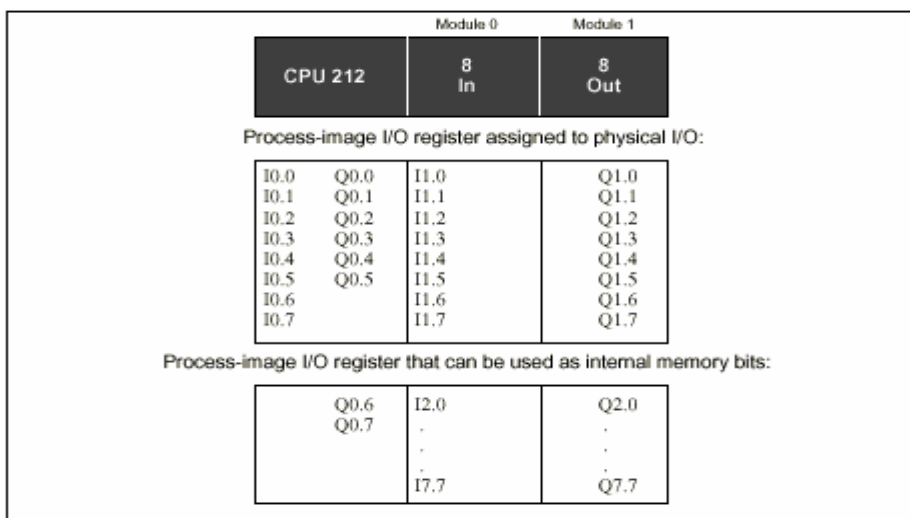 Module 0 Module 1
CPU 212 8 In 8 Out
Process-image I/O register assigned to physical I/O:
I0.0 Q0.0 I1.0 Q1.0
I0.1 Q0.1 I1.1 Q1.1
I0.2 Q0.2 I1.2 Q1.2
I0.3 Q0.3 I1.3 Q1.3
I0.4 Q0.4 I1.4 Q1.4
I0.5 Q0.5 I1.5 Q1.5
I0.6 I1.6 Q1.6
I0.7 I1.7 Q1.7
Process-image I/O register that can be used as internal memory bits:
Q0.6 I2.0 Q2.0
Q0.7 . .
. .
. .
I7.7 Q7.7